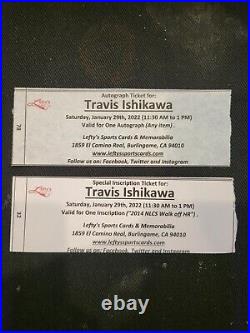 Autograph Ticket for:
Travis Ishikawa
Saturday, January 29th, 2022 (11:30 AM to 1 PM)
Valid for One Autograph (Any Item) .
Lefty's Sports Cards & Memorabilia
1859 El Camino Real, Burlingame, CA 94010
www.leftyssportscards.com
Follow us on: Facebook, Twitter and Instagram
Special Inscription Ticket for:
Travis Ishikawa
Saturday, January 29th, 2022 (11:30 AM to 1 PM)
Valid for One Inscription ("2014 NLCS Walk off HR") .
Lefty's Sports Cards & Memorabilia
1859 El Camino Real, Burlingame, CA 94010
www.leftyssportscards.com
Follow us on: Facebook, Twitter and Instagram
32